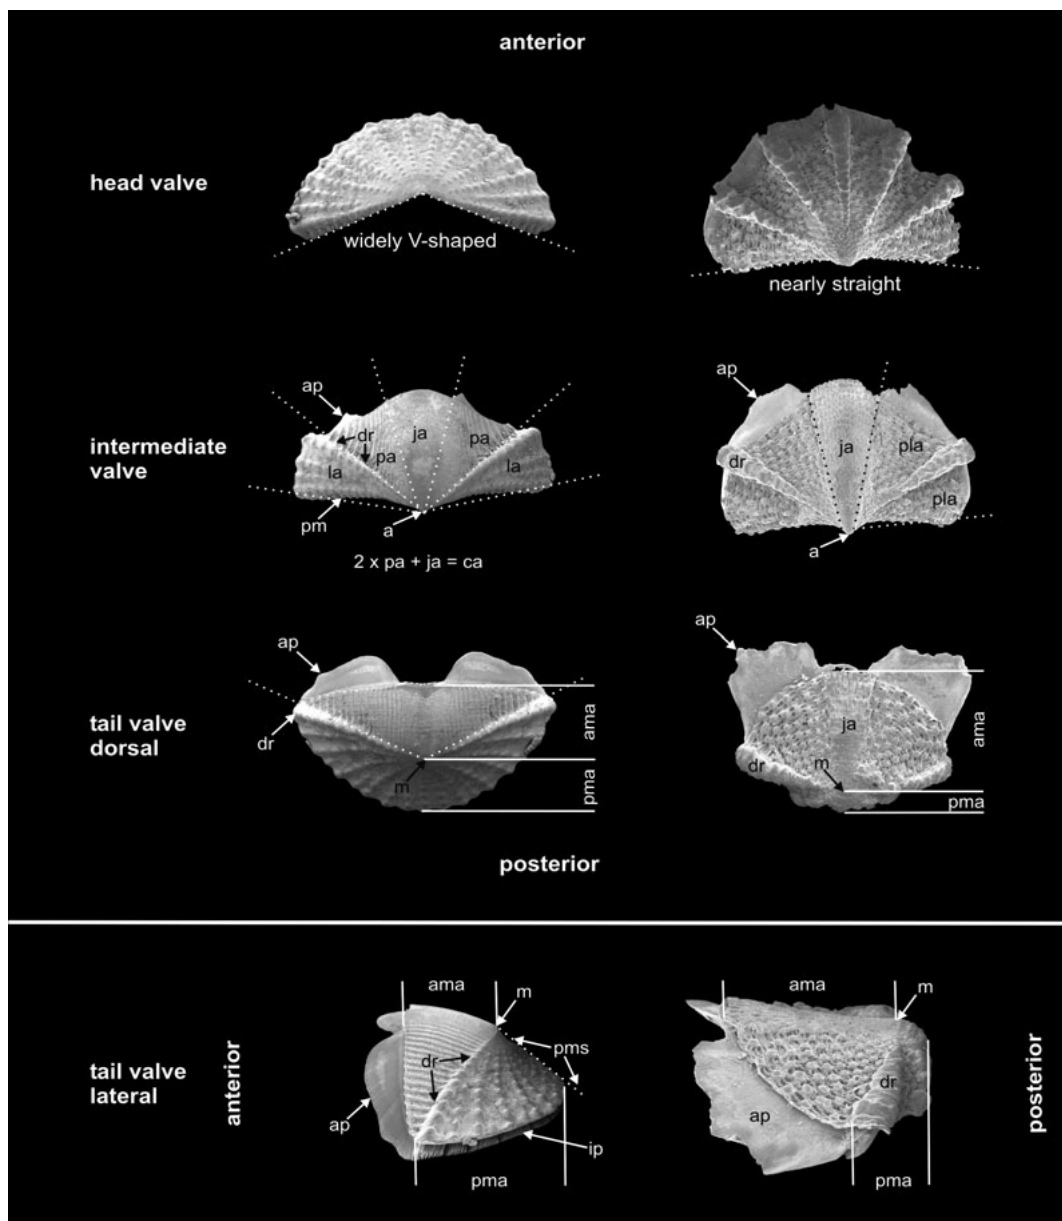 anterior
head valve
widely V-shaped
nearly straight
intermediate
valve
ap
dr
pa
ja
pa
la
la
pm
a
2 x pa + ja = ca
ap
dr
ja
pla
pla
a
tail valve
dorsal
ap
dr
m
ama
pma
ap
ja
dr
m
ama
pma
posterior
tail valve
lateral
anterior
ama
m
dr
pms
ap
ip
pma
ama
m
dr
ap
pma
posterior